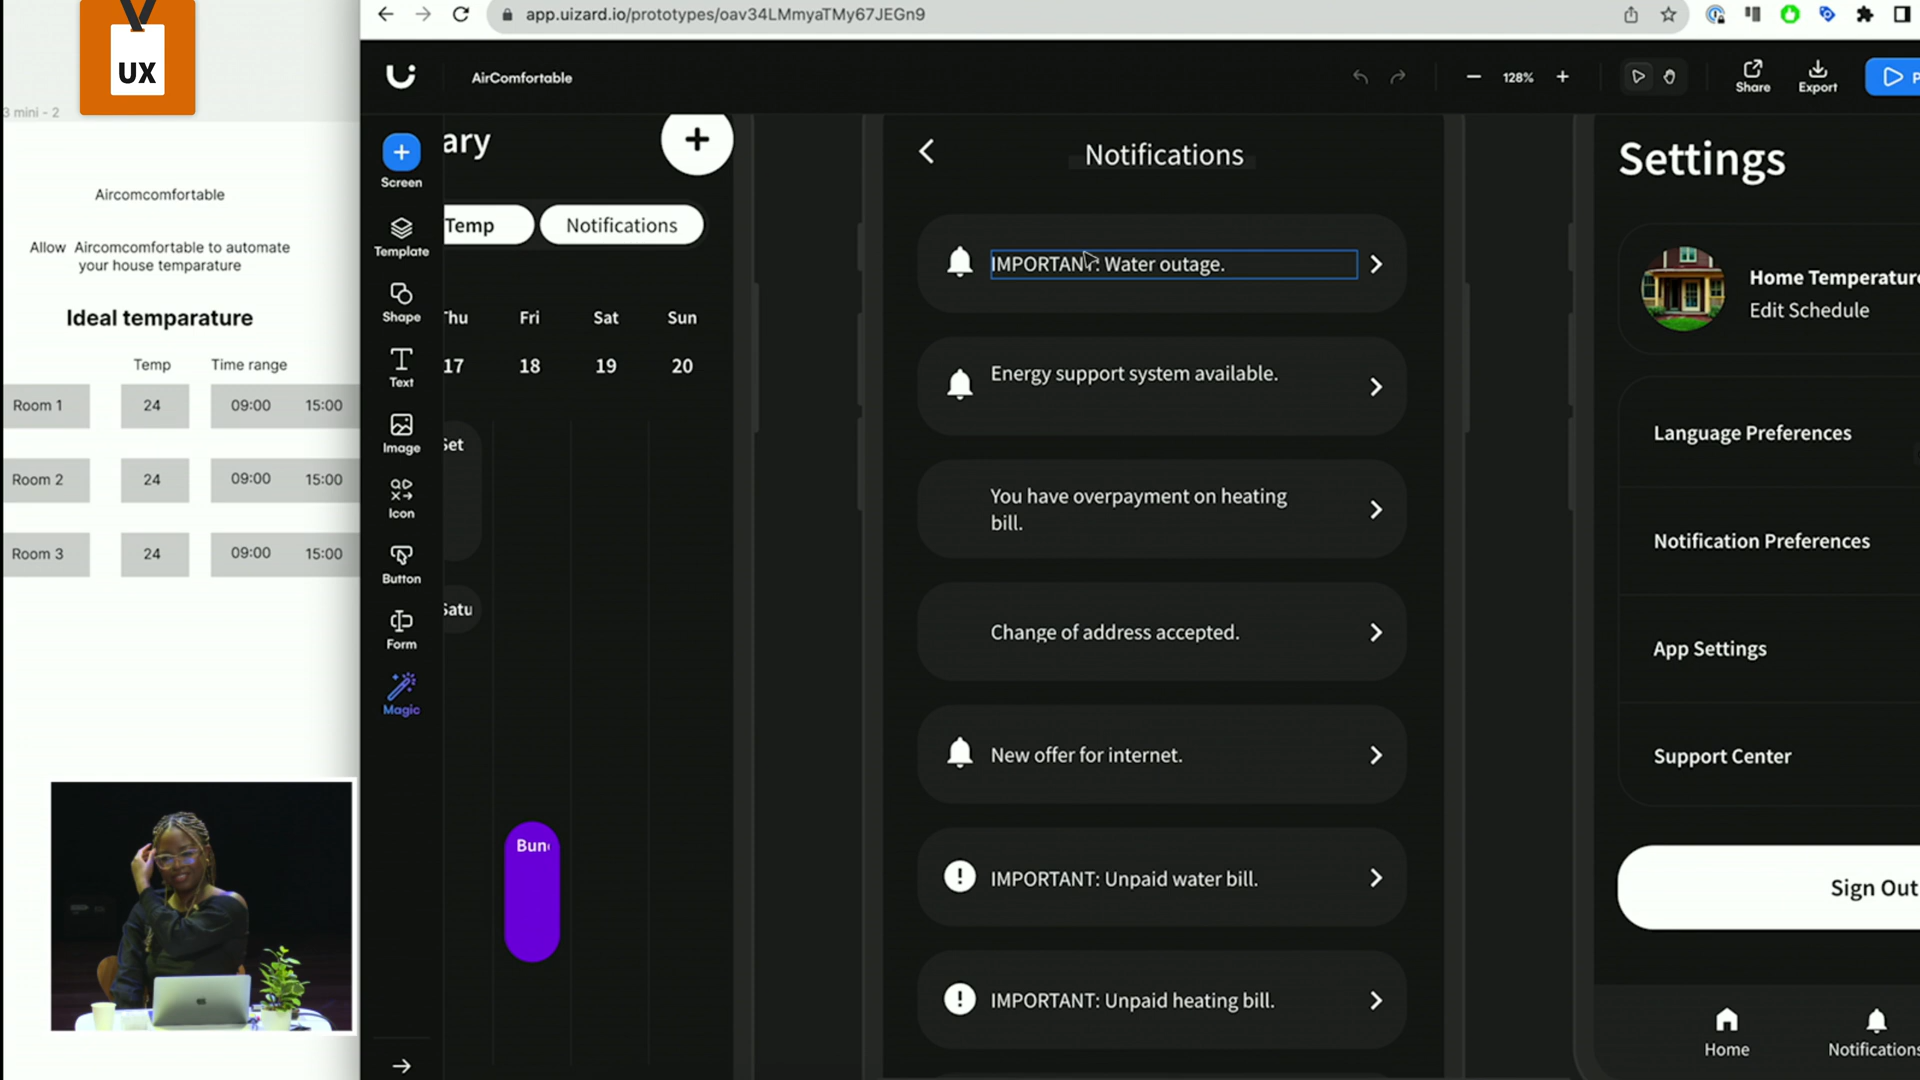 app.uizard.io/prototypes/oav34LMmyaTMy67JEGn9
UX
3 mini - 2
Aircomcomfortable
Allow Aircomcomfortable to automate
your house temparature
Ideal temparature
Temp Time range
Room 1 24 09:00 15:00
Room 2 24 09:00 15:00
Room 3 24 09:00 15:00
AirComfortable
128%
Share
Export
P
Screen
Template
Shape
Text
Image
Icon
Button
Form
Magic
ary
Temp
Notifications
Thu Fri Sat Sun
17 18 19 20
Set
Satu
Bun
Notifications
IMPORTANT: Water outage.
Energy support system available.
You have overpayment on heating
bill.
Change of address accepted.
New offer for internet.
IMPORTANT: Unpaid water bill.
IMPORTANT: Unpaid heating bill.
Settings
Home Temperature
Edit Schedule
Language Preferences
Notification Preferences
App Settings
Support Center
Sign Out
Home
Notifications